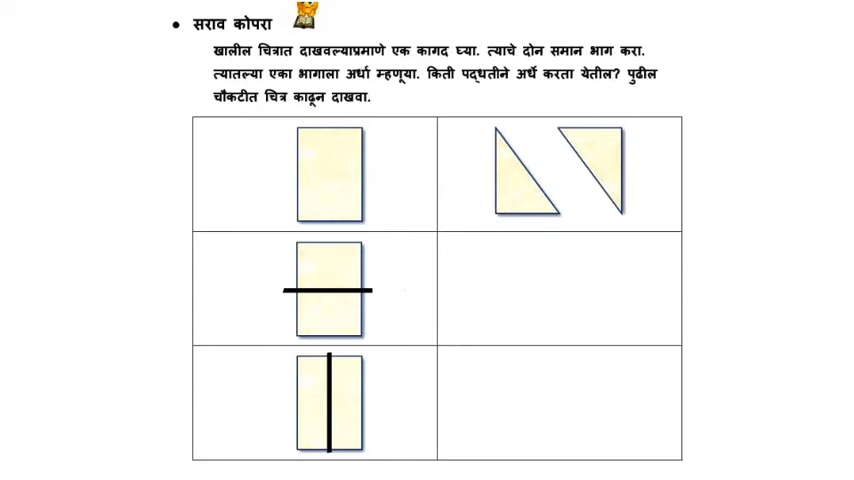 सराव कोपरा
खालील चित्रात दाखवल्याप्रमाणे एक कागद घ्या. त्याचे दोन समान भाग करा.
त्यातल्या एका भागाला अर्धा म्हणूया. किती पद्धतीने अर्धे करता येतील? पुढील
चौकटीत चित्र काढून दाखवा.